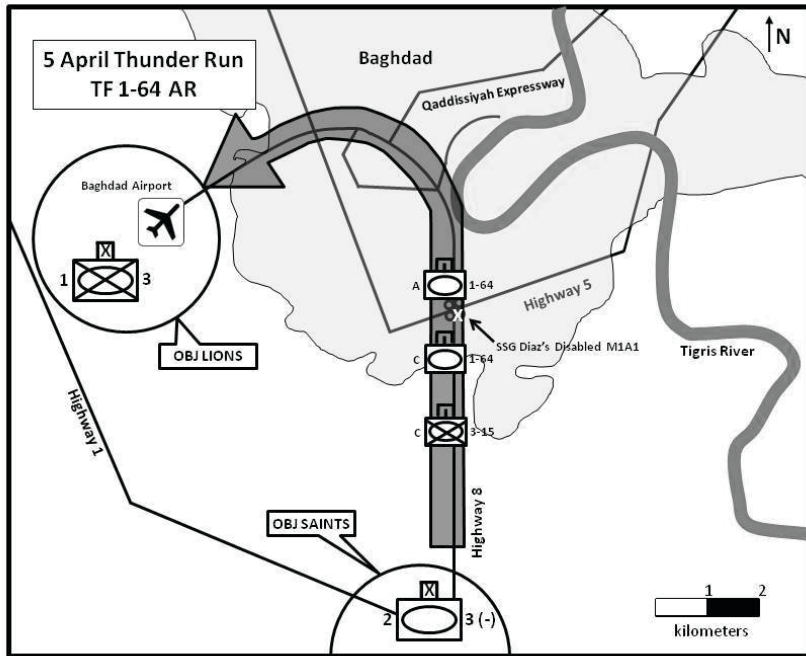 5 April Thunder Run
TF 1-64 AR
Baghdad
N
Qaddissiyah Expressway
Baghdad Airport
X
1 3
OBJ LIONS
A I 1-64
Highway 5
X
SSG Diaz's Disabled M1A1
C I 1-64
Tigris River
C I 3-15
Highway 1
Highway 8
OBJ SAINTS
X
2 3 (-)
1 2
kilometers